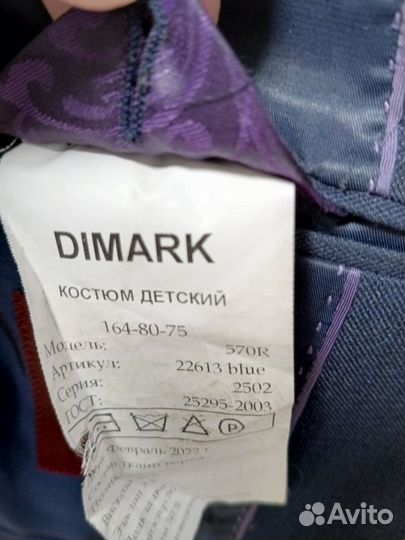 DIMARK
КОСТЮМ ДЕТСКИЙ
164-80-75
Модель: 570R
Артикул: 22613 blue
Серия: 2502
ГОСТ: 25295-2003
P
Февраль 2022
Avito